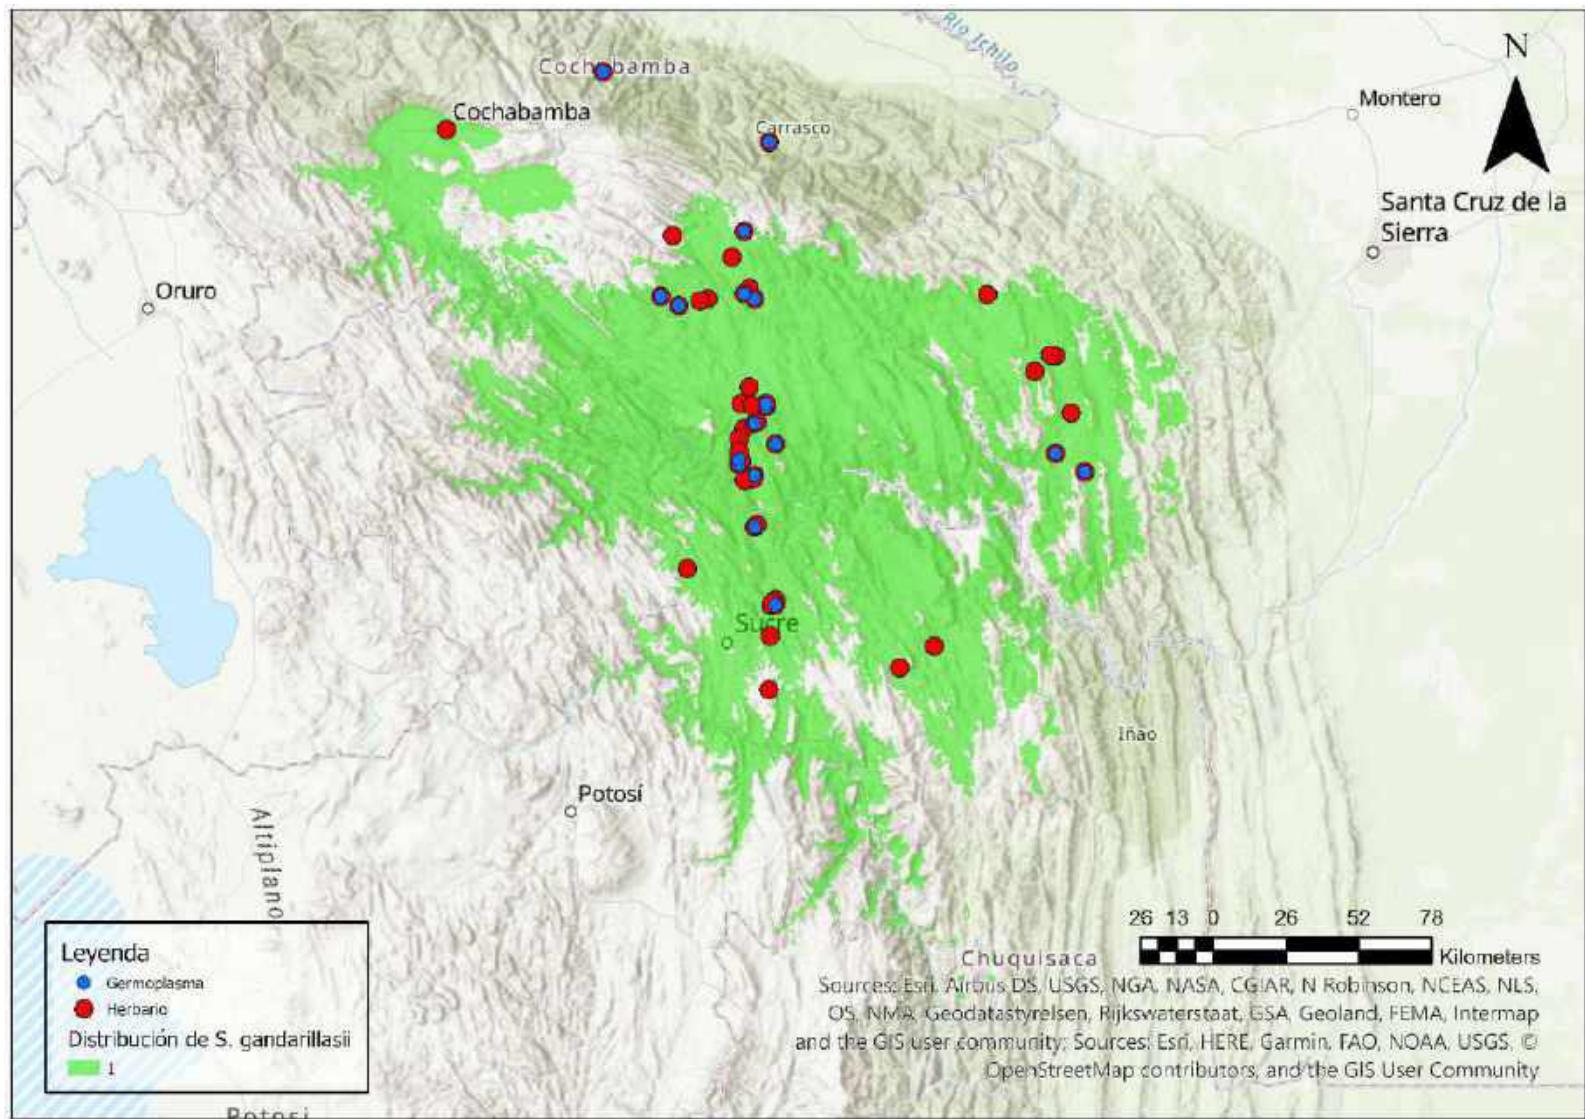 Río Ichilo
Cochabamba
N
Montero
Cochabamba
Carrasco
Santa Cruz de la
Sierra
Oruro
Sucre
Iñao
Potosí
Altiplano
26 13 0 26 52 78
Kilometers
Leyenda
Germoplasma
Herbario
Distribución de S. gandarillasii
1
Chuquisaca
Sources: Esri, Airbus DS, USGS, NGA, NASA, CGIAR, N Robinson, NCEAS, NLS,
OS, NMA, Geodatastyrelsen, Rijkswaterstaat, GSA, Geoland, FEMA, Intermap
and the GIS user community; Sources: Esri, HERE, Garmin, FAO, NOAA, USGS, ©
OpenStreetMap contributors, and the GIS User Community
Potosí